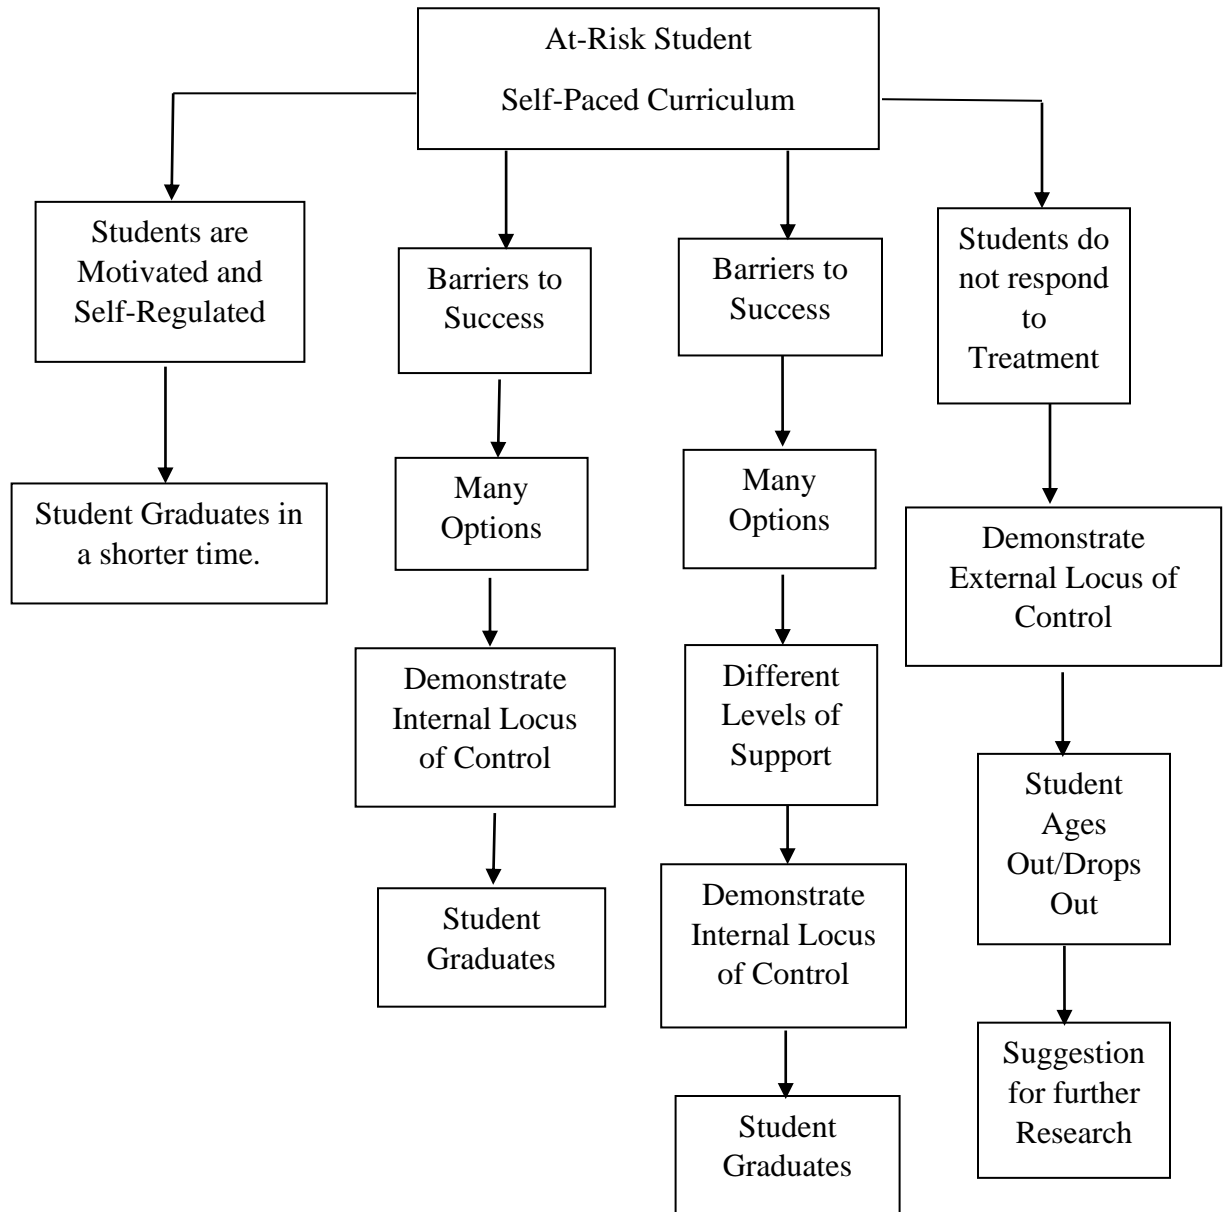 At-Risk Student
Self-Paced Curriculum
Students are
Motivated and
Self-Regulated
Student Graduates in
a shorter time.
Barriers to
Success
Many
Options
Demonstrate
Internal Locus
of Control
Student
Graduates
Barriers to
Success
Many
Options
Different
Levels of
Support
Demonstrate
Internal Locus
of Control
Student
Graduates
Students do
not respond
to
Treatment
Demonstrate
External Locus of
Control
Student
Ages
Out/Drops
Out
Suggestion
for further
Research